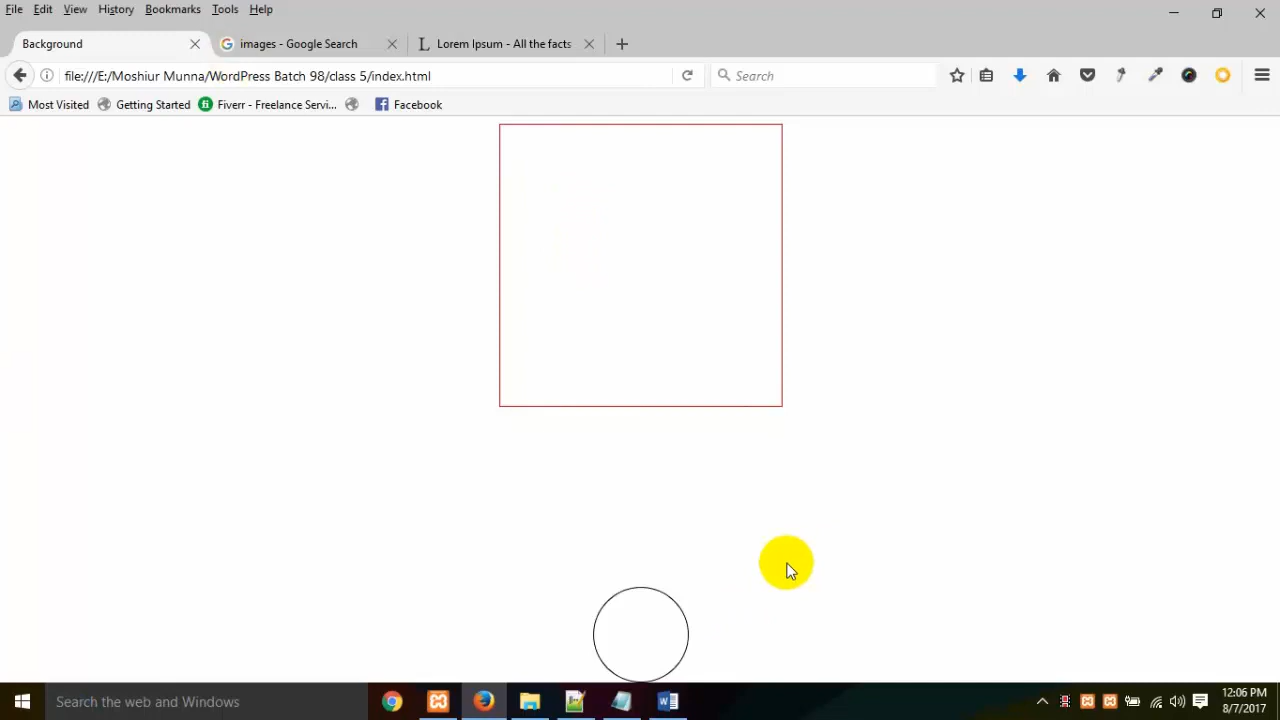 File Edit View History Bookmarks Tools Help
Background images - Google Search Lorem Ipsum - All the facts
file:///E:/Moshiur Munna/WordPress Batch 98/class 5/index.html Search
Most Visited Getting Started Fiverr - Freelance Servi... Facebook
Search the web and Windows
12:06 PM
8/7/2017